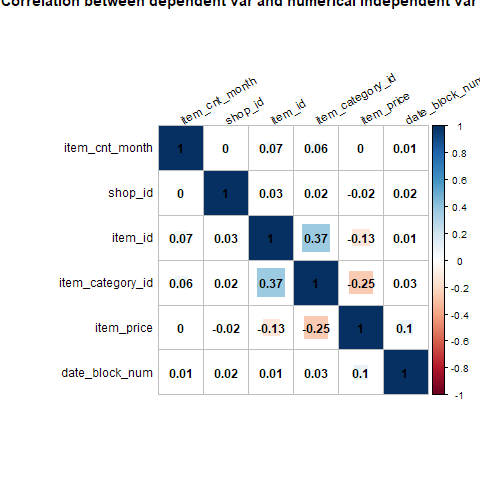 Correlation between dependent var and numerical independent var
item_cnt_month
shop_id
item_id
item_category_id
item_price
date_block_num
item_cnt_month 1 0 0.07 0.06 0 0.01
shop_id 0 1 0.03 0.02 -0.02 0.02
item_id 0.07 0.03 1 0.37 -0.13 0.01
item_category_id 0.06 0.02 0.37 1 -0.25 0.03
item_price 0 -0.02 -0.13 -0.25 1 0.1
date_block_num 0.01 0.02 0.01 0.03 0.1 1
1
0.8
0.6
0.4
0.2
0
-0.2
-0.4
-0.6
-0.8
-1